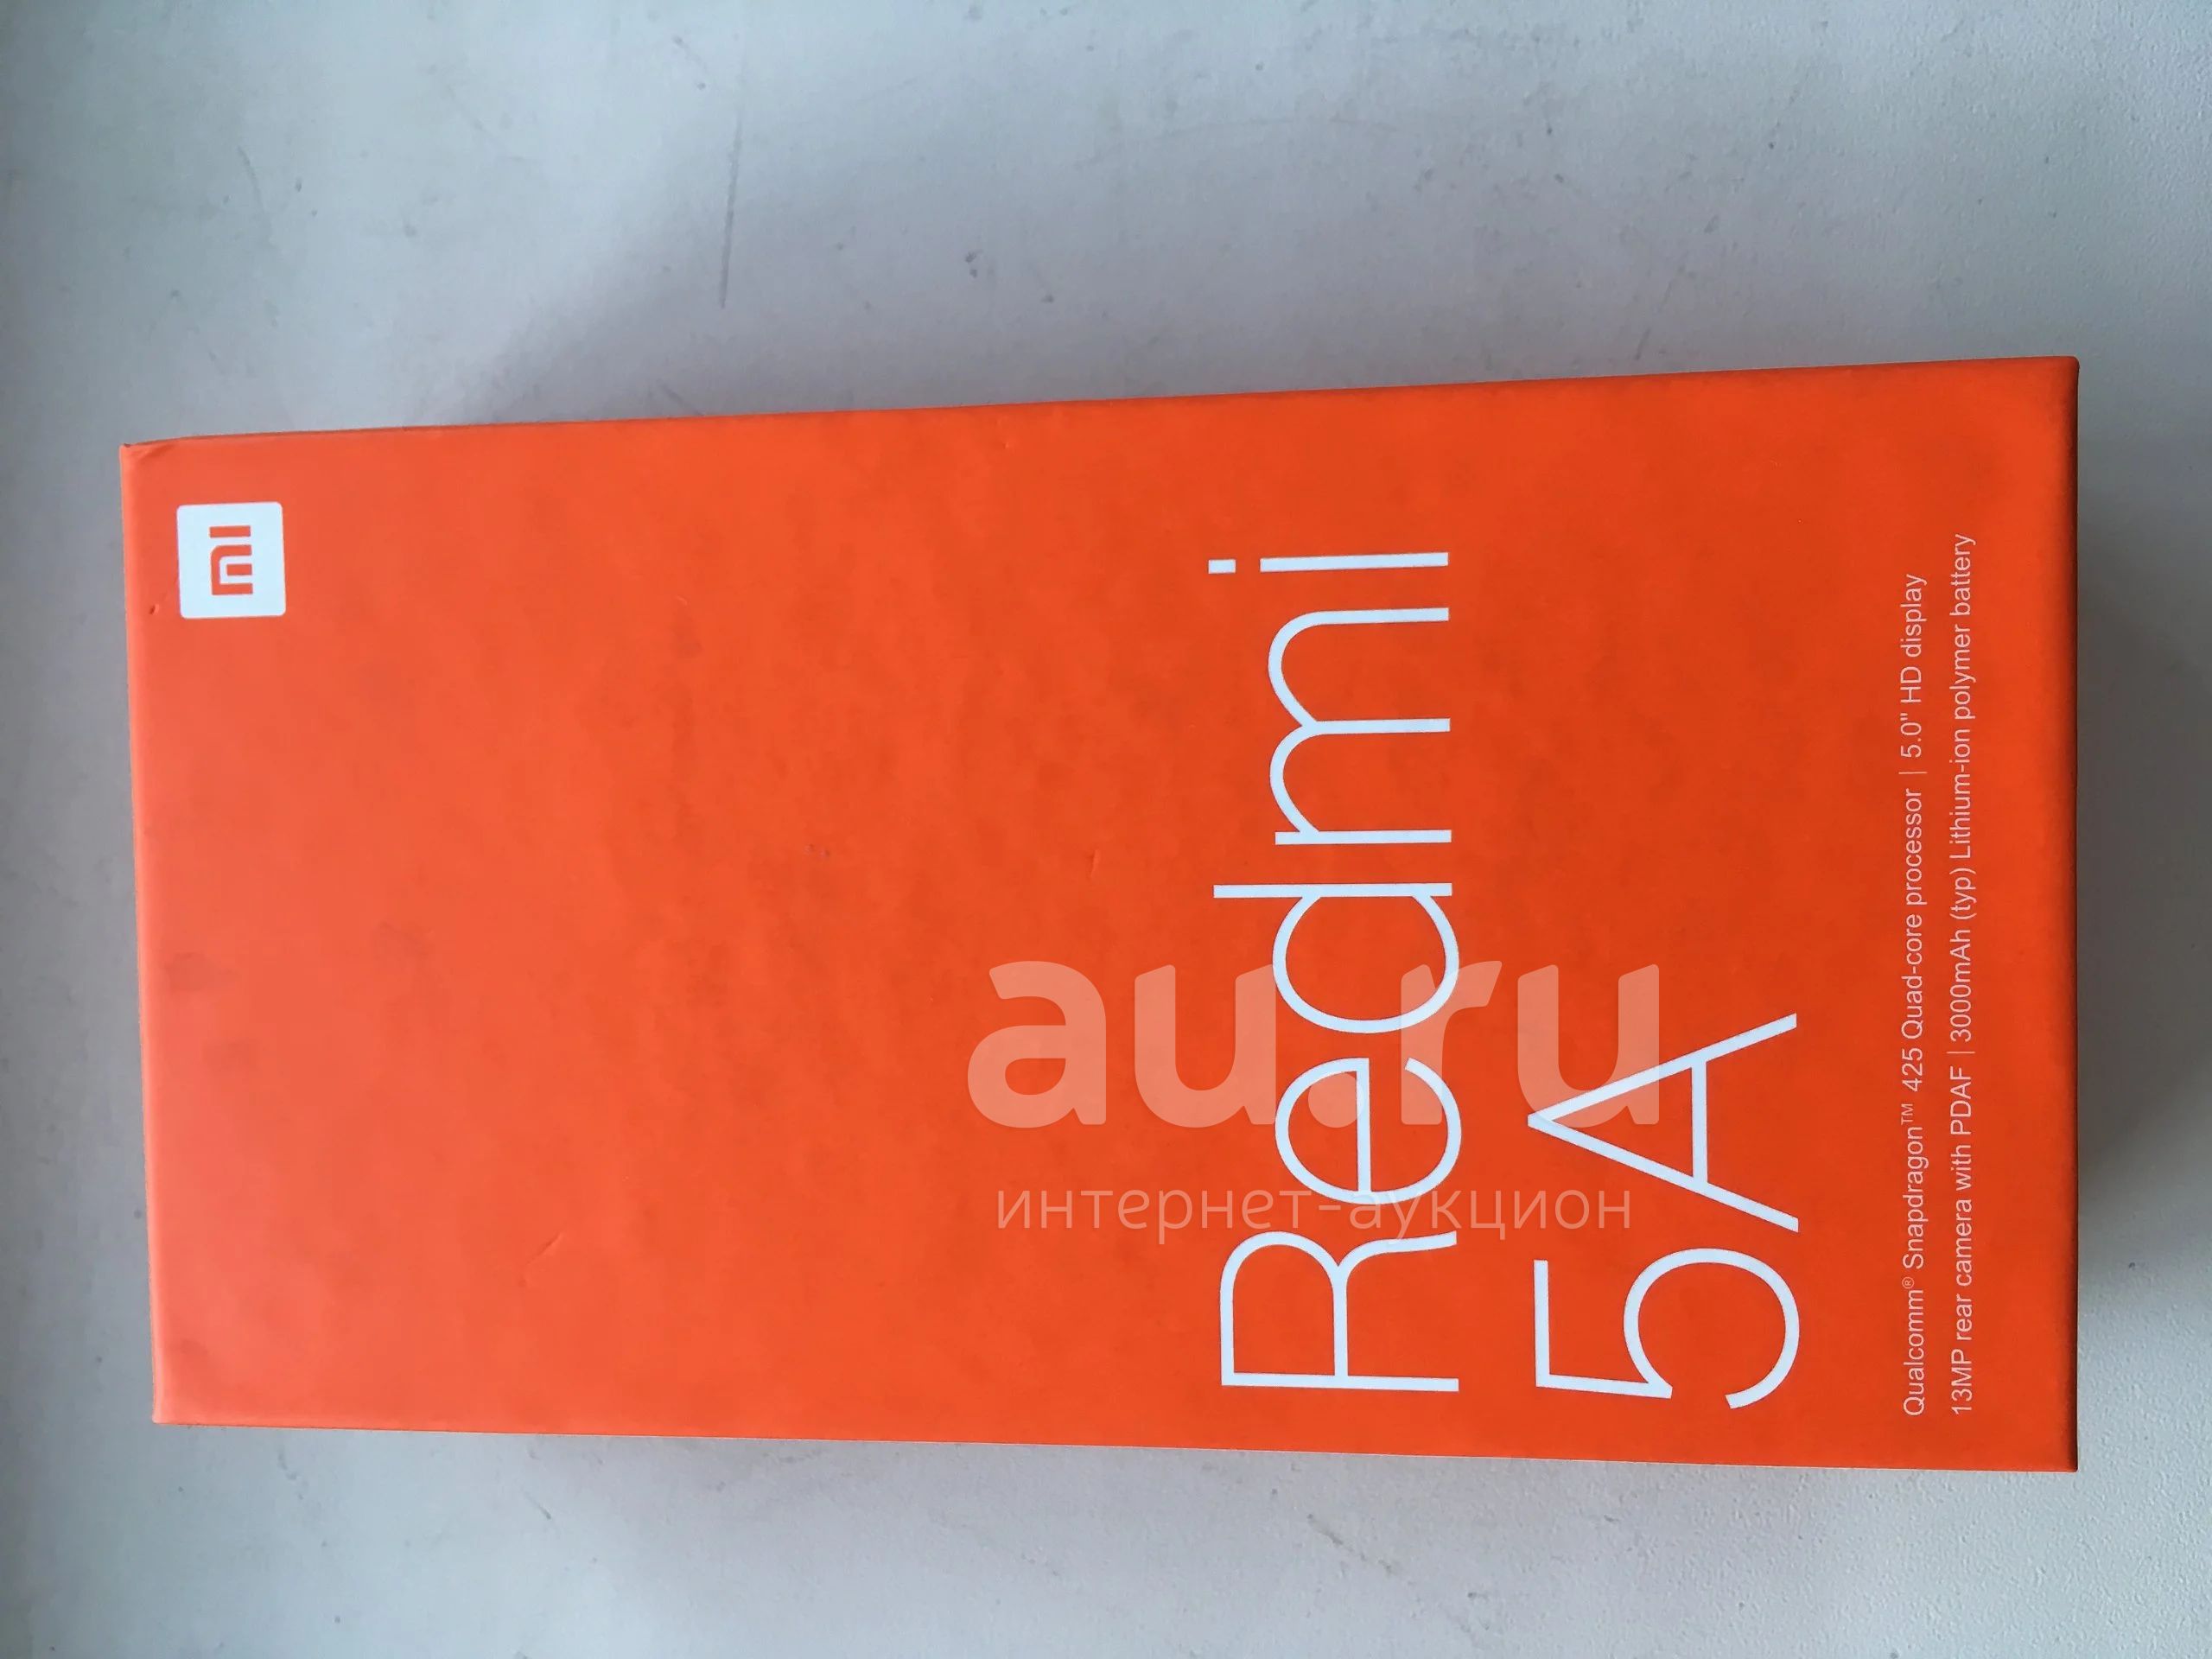 mi
Redmi
5A
Qualcomm® Snapdragon™ 425 Quad-core processor | 5.0" HD display
13MP rear camera with PDAF | 3000mAh (typ) Lithium-ion polymer battery
au.ru
интернет-аукцион